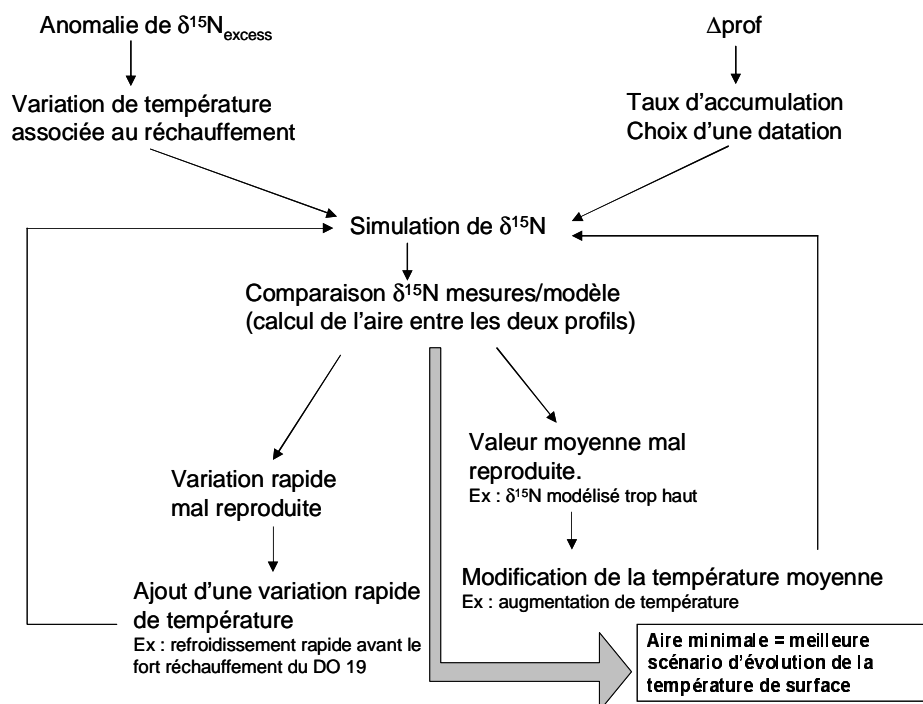 Anomalie de δ15Nexcess
Δprof
Variation de température
associée au réchauffement
Taux d'accumulation
Choix d'une datation
Simulation de δ15N
Comparaison δ15N mesures/modèle
(calcul de l'aire entre les deux profils)
Variation rapide
mal reproduite
Valeur moyenne mal
reproduite.
Ex : δ15N modélisé trop haut
Ajout d'une variation rapide
de température
Ex : refroidissement rapide avant le
fort réchauffement du DO 19
Modification de la température moyenne
Ex : augmentation de température
Aire minimale = meilleure
scénario d'évolution de la
température de surface